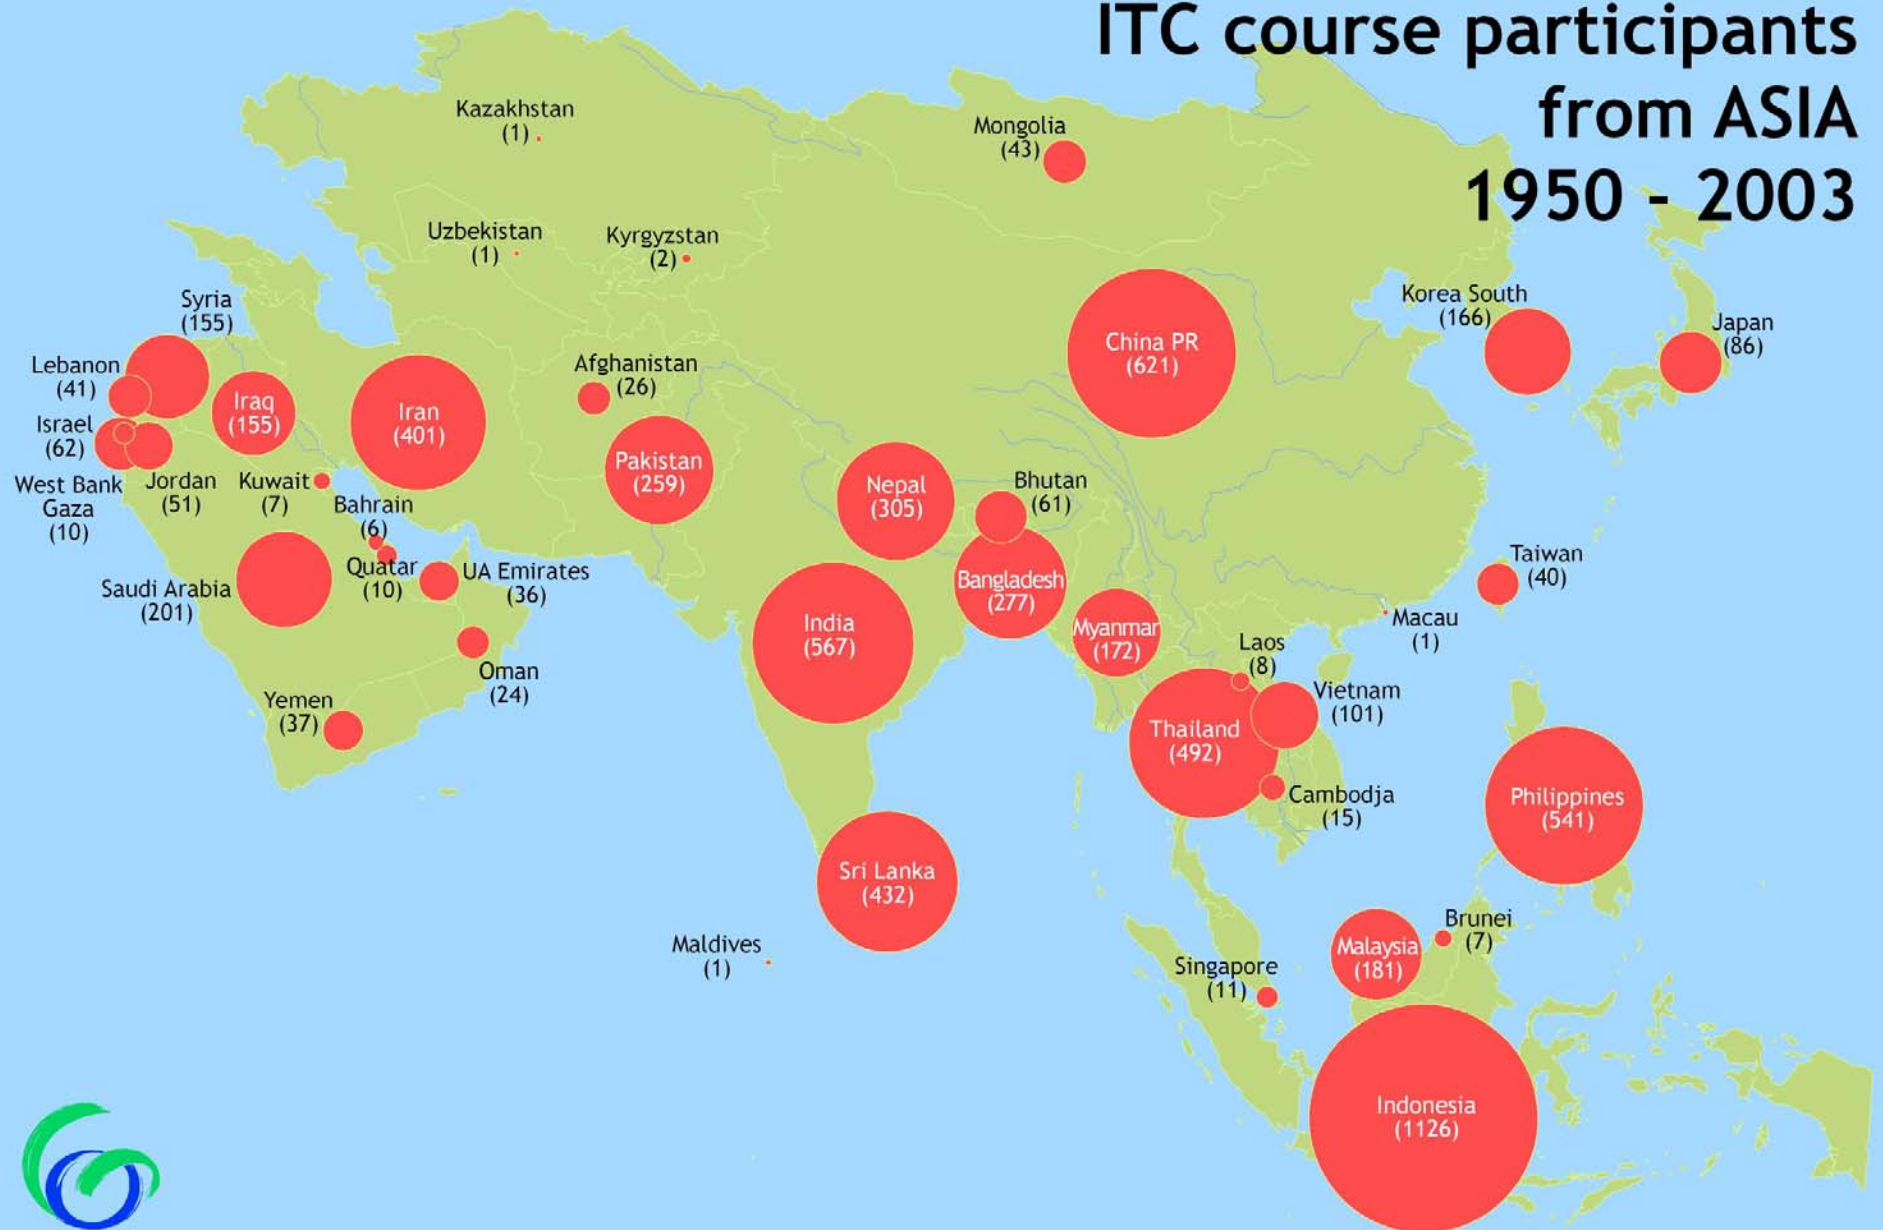 ITC course participants
from ASIA
1950 - 2003
Kazakhstan
(1)
Mongolia
(43)
Uzbekistan
(1)
Kyrgyzstan
(2)
Syria
(155)
Korea South
(166)
Japan
(86)
China PR
(621)
Lebanon
(41)
Afghanistan
(26)
Iraq
(155)
Iran
(401)
Israel
(62)
Pakistan
(259)
West Bank
Gaza
(10)
Jordan
(51)
Kuwait
(7)
Nepal
(305)
Bhutan
(61)
Bahrain
(6)
Quatar
(10)
UA Emirates
(36)
Saudi Arabia
(201)
Bangladesh
(277)
Taiwan
(40)
India
(567)
Myanmar
(172)
Macau
(1)
Laos
(8)
Oman
(24)
Yemen
(37)
Vietnam
(101)
Thailand
(492)
Cambodja
(15)
Philippines
(541)
Sri Lanka
(432)
Maldives
(1)
Brunei
(7)
Malaysia
(181)
Singapore
(11)
Indonesia
(1126)